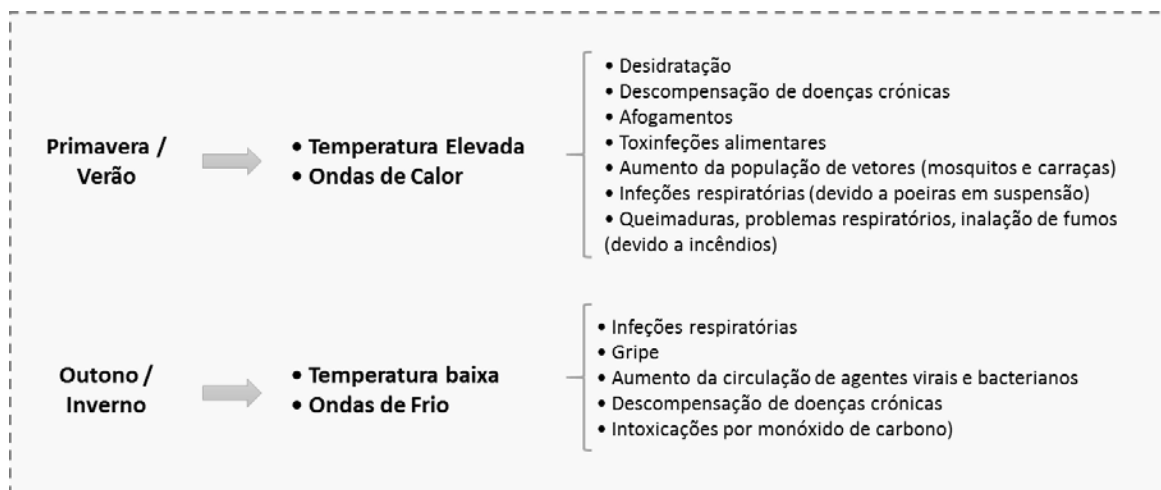 Primavera /
Verão
• Temperatura Elevada
• Ondas de Calor
• Desidratação
• Descompensação de doenças crónicas
• Afogamentos
• Toxinfeções alimentares
• Aumento da população de vetores (mosquitos e carraças)
• Infeções respiratórias (devido a poeiras em suspensão)
• Queimaduras, problemas respiratórios, inalação de fumos
(devido a incêndios)
Outono /
Inverno
• Temperatura baixa
• Ondas de Frio
• Infeções respiratórias
• Gripe
• Aumento da circulação de agentes virais e bacterianos
• Descompensação de doenças crónicas
• Intoxicações por monóxido de carbono)